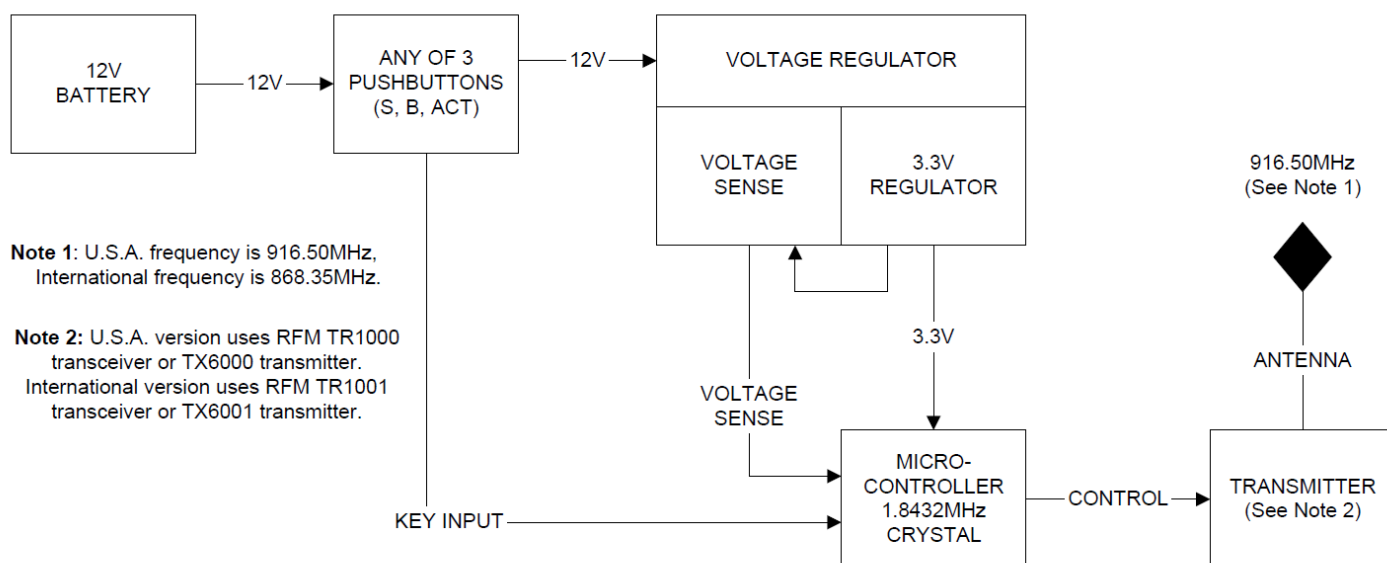 12V
BATTERY
12V
ANY OF 3
PUSHBUTTONS
(S, B, ACT)
12V
VOLTAGE REGULATOR
VOLTAGE
SENSE
3.3V
REGULATOR
916.50MHz
(See Note 1)
Note 1: U.S.A. frequency is 916.50MHz,
International frequency is 868.35MHz.
Note 2: U.S.A. version uses RFM TR1000
transceiver or TX6000 transmitter.
International version uses RFM TR1001
transceiver or TX6001 transmitter.
3.3V
ANTENNA
VOLTAGE
SENSE
MICRO-
CONTROLLER
1.8432MHz
CRYSTAL
CONTROL
TRANSMITTER
(See Note 2)
KEY INPUT